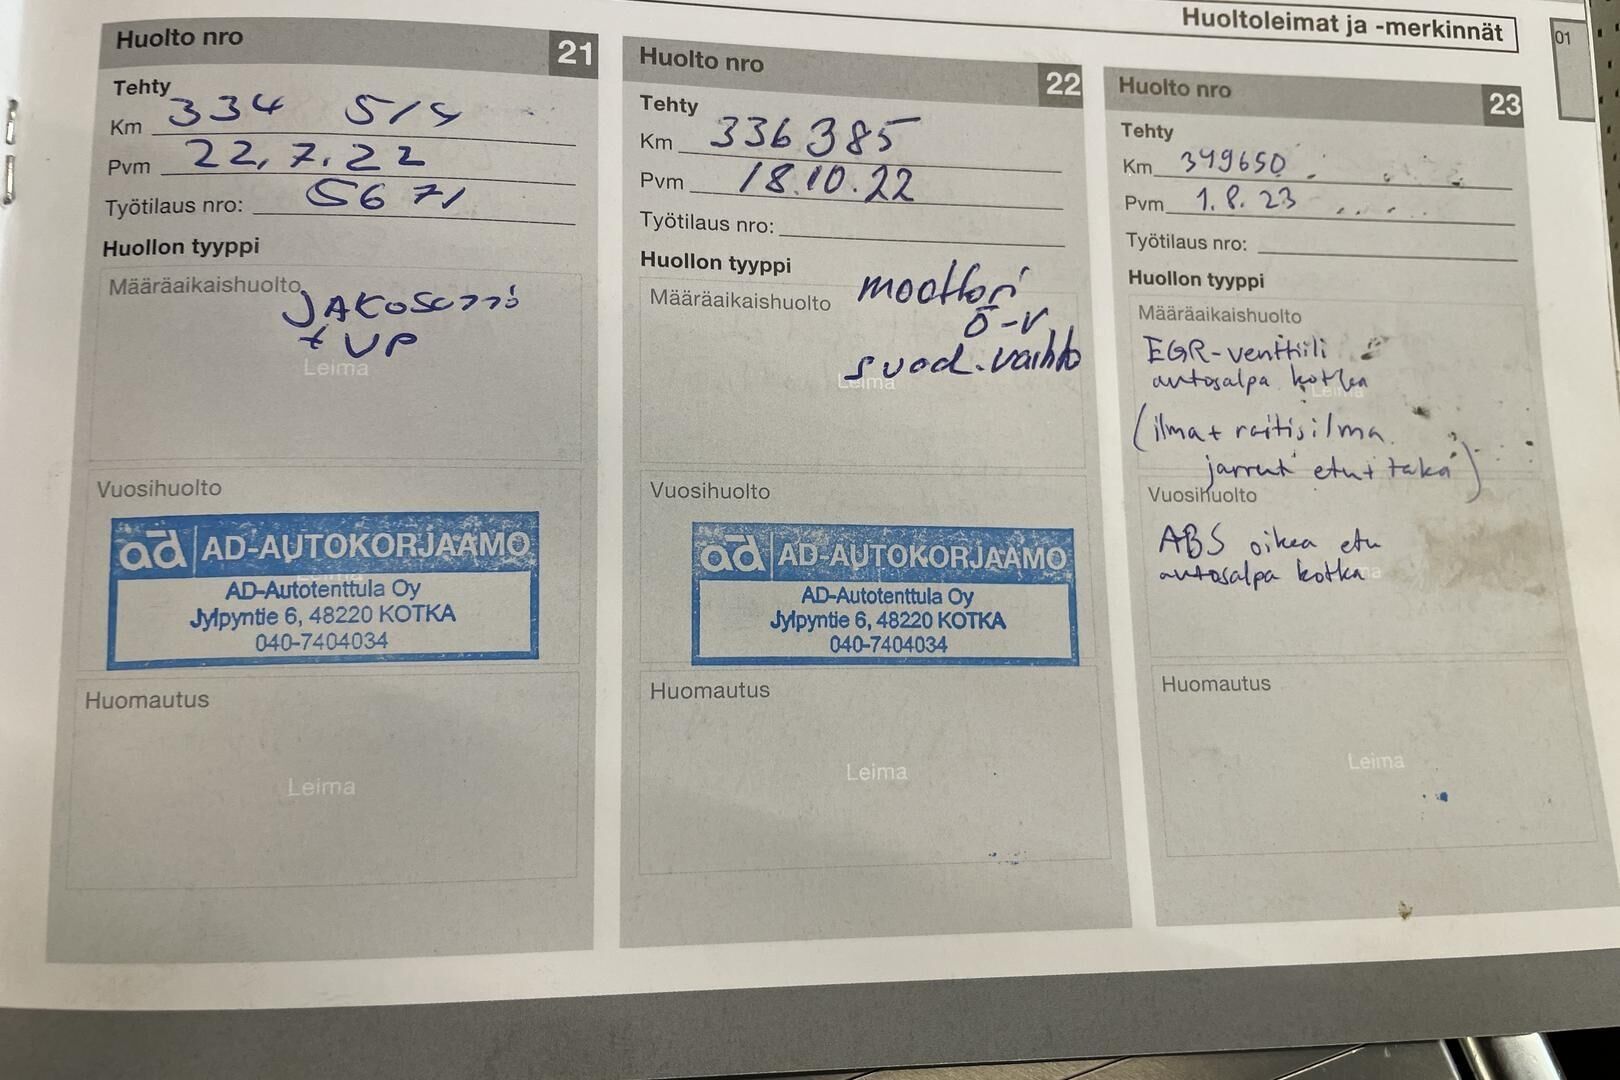 Huoltoleimat ja -merkinnät
01
Huolto nro 21
Tehty
Km 334
Pvm 22.7.22
Työtilaus nro: 5671
Huollon tyyppi
Määräaikaishuolto
+ VP
Leima
Vuosihuolto
ad AD-AUTOKORJAAMO
AD-Autotenttula Oy
Jylpyntie 6, 48220 KOTKA
040-7404034
Huomautus
Leima
Huolto nro 22
Tehty
Km 336385
Pvm 18.10.22
Työtilaus nro:
Huollon tyyppi
Määräaikaishuolto
moottori
ö-v
suod.vaihto
Leima
Vuosihuolto
ad AD-AUTOKORJAAMO
AD-Autotenttula Oy
Jylpyntie 6, 48220 KOTKA
040-7404034
Huomautus
Leima
Huolto nro 23
Tehty
Km 349650
Pvm 1.8.23
Työtilaus nro:
Huollon tyyppi
Määräaikaishuolto
EGR-venttiili
autosalpa kotka
Leima
(ilma + raitisilma
jarrut etu + taka)
Vuosihuolto
ABS oikea etu
autosalpa kotka
Huomautus
Leima